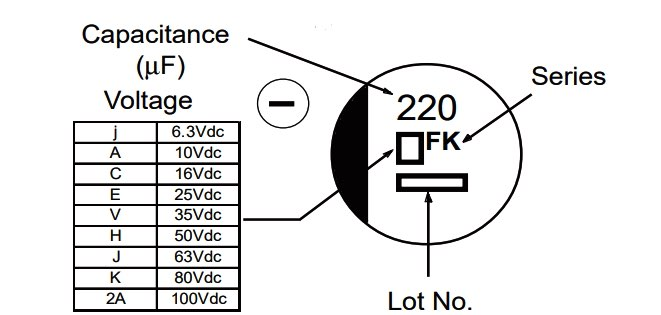 Capacitance
(μF)
Voltage
j 6.3Vdc
A 10Vdc
C 16Vdc
E 25Vdc
V 35Vdc
H 50Vdc
J 63Vdc
K 80Vdc
2A 100Vdc
−
220
FK
Series
Lot No.